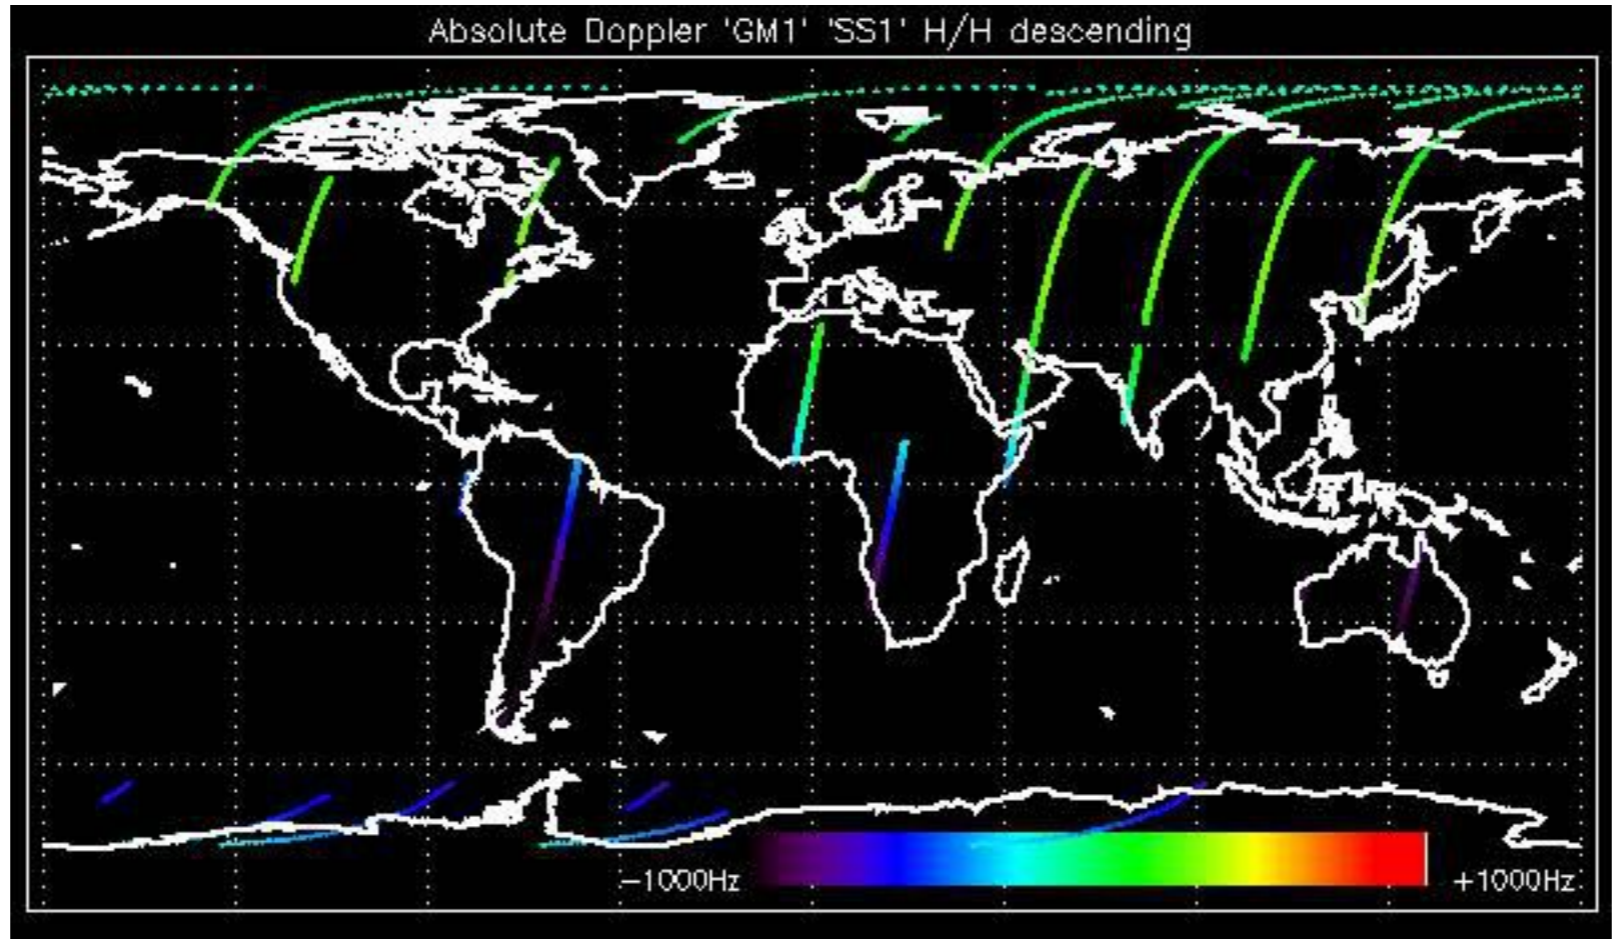 Absolute Doppler 'GM1' 'SS1' H/H descending
−1000Hz
+1000Hz